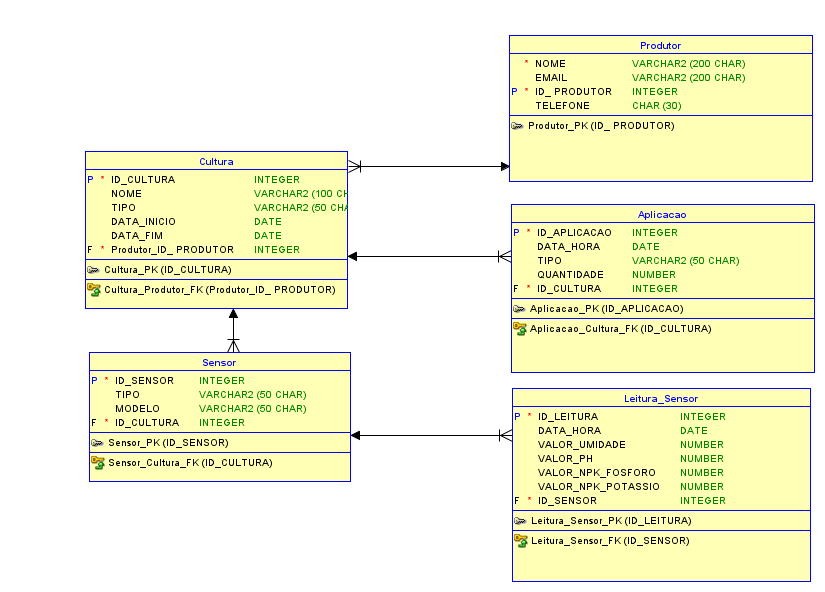 Produtor
* NOME VARCHAR2 (200 CHAR)
EMAIL VARCHAR2 (200 CHAR)
P * ID_ PRODUTOR INTEGER
TELEFONE CHAR (30)
Produtor_PK (ID_ PRODUTOR)
Cultura
P * ID_CULTURA INTEGER
NOME VARCHAR2 (100 CH
TIPO VARCHAR2 (50 CHA
DATA_INICIO DATE
DATA_FIM DATE
F * Produtor_ID_ PRODUTOR INTEGER
Cultura_PK (ID_CULTURA)
Cultura_Produtor_FK (Produtor_ID_ PRODUTOR)
Aplicacao
P * ID_APLICACAO INTEGER
DATA_HORA DATE
TIPO VARCHAR2 (50 CHAR)
QUANTIDADE NUMBER
F * ID_CULTURA INTEGER
Aplicacao_PK (ID_APLICACAO)
Aplicacao_Cultura_FK (ID_CULTURA)
Sensor
P * ID_SENSOR INTEGER
TIPO VARCHAR2 (50 CHAR)
MODELO VARCHAR2 (50 CHAR)
F * ID_CULTURA INTEGER
Sensor_PK (ID_SENSOR)
Sensor_Cultura_FK (ID_CULTURA)
Leitura_Sensor
P * ID_LEITURA INTEGER
DATA_HORA DATE
VALOR_UMIDADE NUMBER
VALOR_PH NUMBER
VALOR_NPK_FOSFORO NUMBER
VALOR_NPK_POTASSIO NUMBER
F * ID_SENSOR INTEGER
Leitura_Sensor_PK (ID_LEITURA)
Leitura_Sensor_FK (ID_SENSOR)